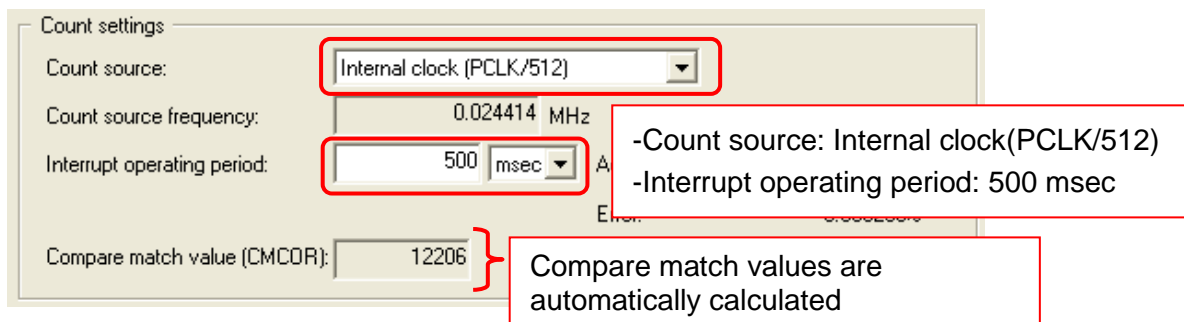 Count settings
Count source: Internal clock (PCLK/512)
Count source frequency: 0.024414 MHz
-Count source: Internal clock(PCLK/512)
Interrupt operating period: 500 msec
-Interrupt operating period: 500 msec
Compare match value (CMCOR): 12206
Compare match values are
automatically calculated